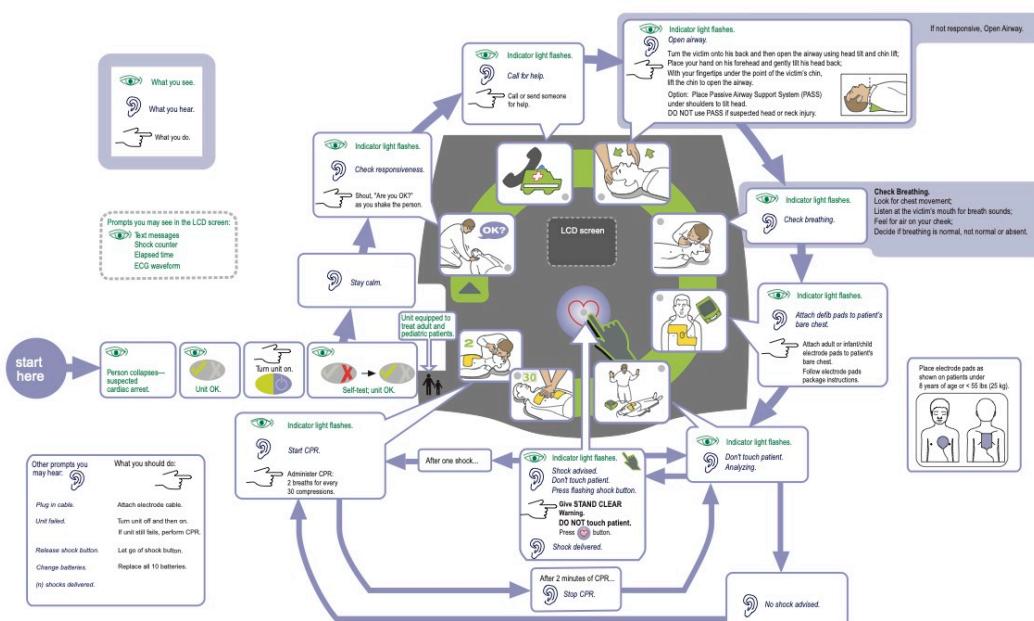 What you see.
What you hear.
What you do.
Prompts you may see in the LCD screen:
Text messages
Shock counter
Elapsed time
ECG waveform
start
here
Person collapses—
suspected
cardiac arrest.
Unit OK.
Turn unit on.
Self-test; unit OK.
Stay calm.
Indicator light flashes.
Check responsiveness.
Shout, "Are you OK?"
as you shake the person.
Indicator light flashes.
Call for help.
Call or send someone
for help.
Indicator light flashes.
Open airway.
Turn the victim onto his back and then open the airway using head tilt and chin lift;
Place your hand on his forehead and gently tilt his head back;
With your fingertips under the point of the victim's chin,
lift the chin to open the airway.
Option: Place Passive Airway Support System (PASS)
under shoulders to tilt head.
DO NOT use PASS if suspected head or neck injury.
If not responsive, Open Airway.
Indicator light flashes.
Check breathing.
Check Breathing.
Look for chest movement;
Listen at the victim's mouth for breath sounds;
Feel for air on your cheek;
Decide if breathing is normal, not normal or absent.
Indicator light flashes.
Attach defib pads to patient's
bare chest.
Attach adult or infant/child
electrode pads to patient's
bare chest.
Follow electrode pads
package instructions.
Place electrode pads as
shown on patients under
8 years of age or < 55 lbs (25 kg).
OK?
LCD screen
2
30
Unit equipped to
treat adult and
pediatric patients.
Indicator light flashes.
Don't touch patient.
Analyzing.
Indicator light flashes.
Shock advised.
Don't touch patient.
Press flashing shock button.
Give STAND CLEAR
Warning.
DO NOT touch patient.
Press button.
Shock delivered.
After one shock...
Indicator light flashes.
Start CPR.
Administer CPR:
2 breaths for every
30 compressions.
After 2 minutes of CPR...
Stop CPR.
No shock advised.
Other prompts you
may hear:
What you should do:
Plug in cable.
Attach electrode cable.
Unit failed.
Turn unit off and then on.
If unit still fails, perform CPR.
Release shock button.
Let go of shock button.
Change batteries.
Replace all 10 batteries.
(n) shocks delivered.